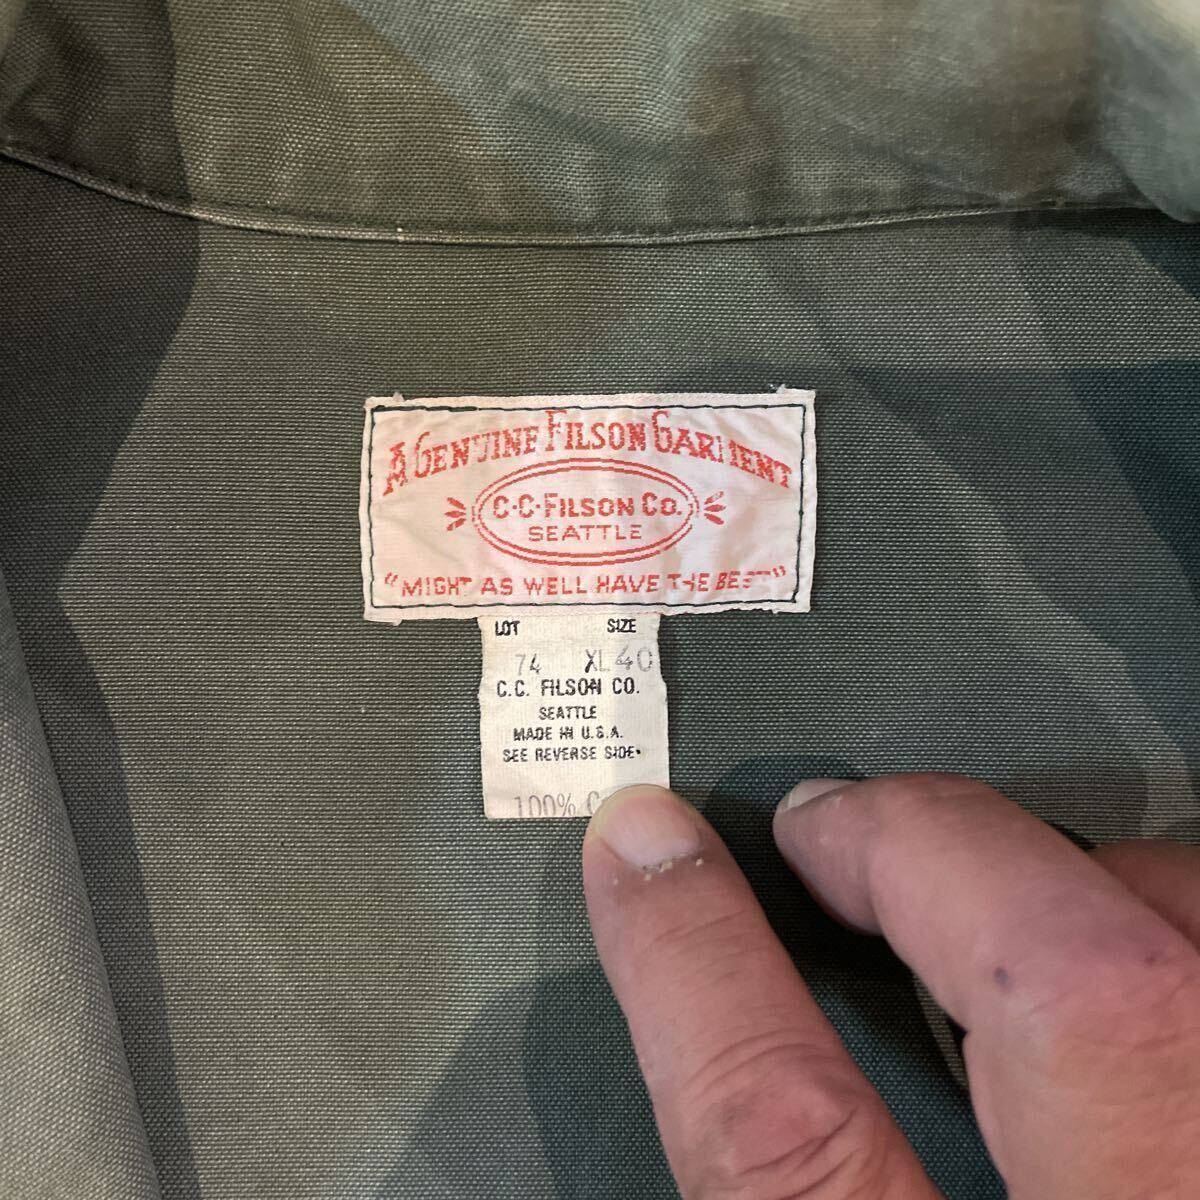 A GENUINE FILSON GARMENT
C·C·FILSON CO.
SEATTLE
"MIGHT AS WELL HAVE THE BEST"
LOT SIZE
74 XL 40
C.C. FILSON CO.
SEATTLE
MADE IN U.S.A.
SEE REVERSE SIDE·
100%